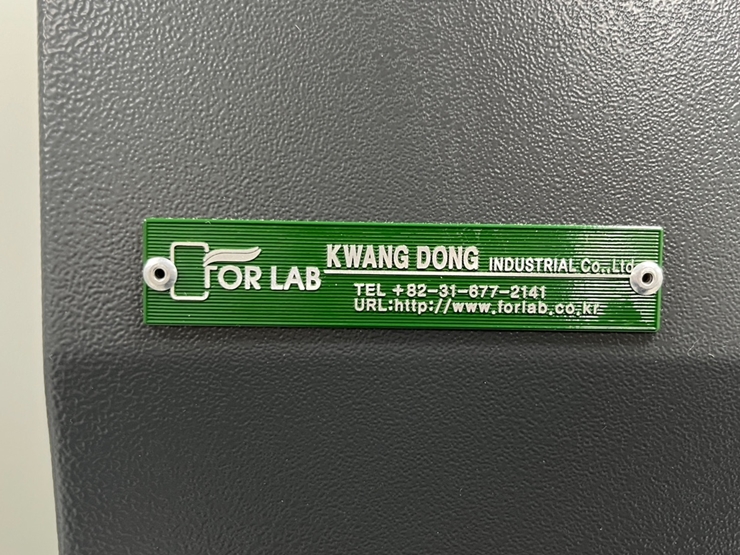 FOR LAB
KWANG DONG INDUSTRIAL Co.,Ltd.
TEL +82-31-677-2141
URL:http://www.forlab.co.kr